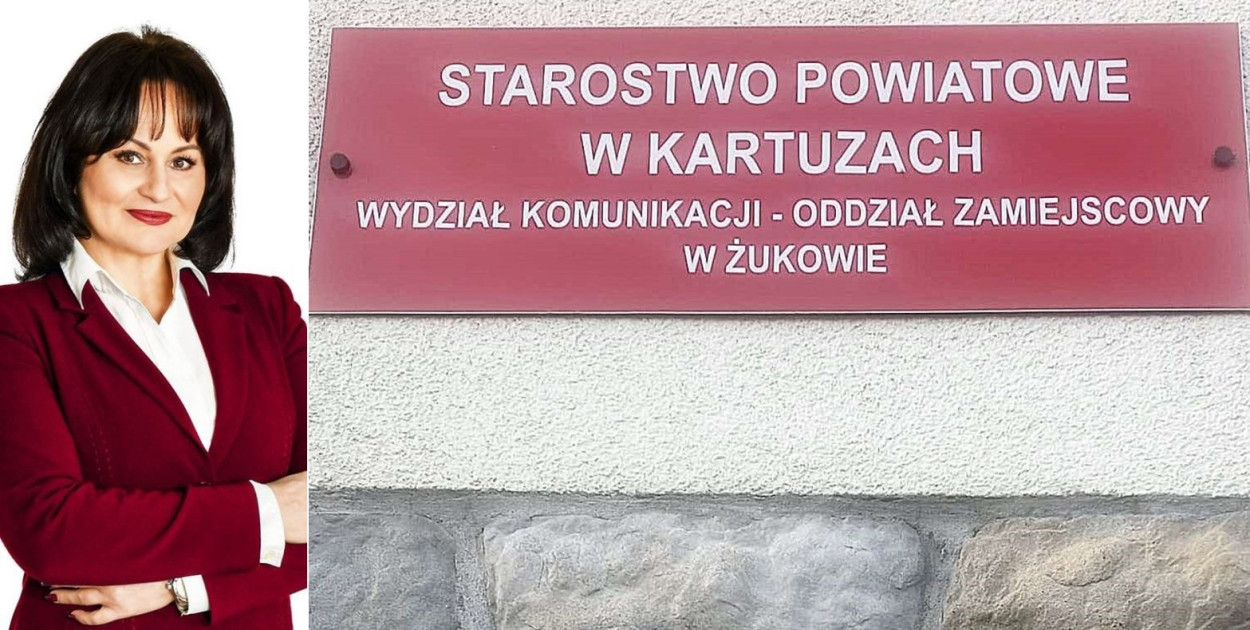 STAROSTWO POWIATOWE
W KARTUZACH
WYDZIAŁ KOMUNIKACJI - ODDZIAŁ ZAMIEJSCOWY
W ŻUKOWIE